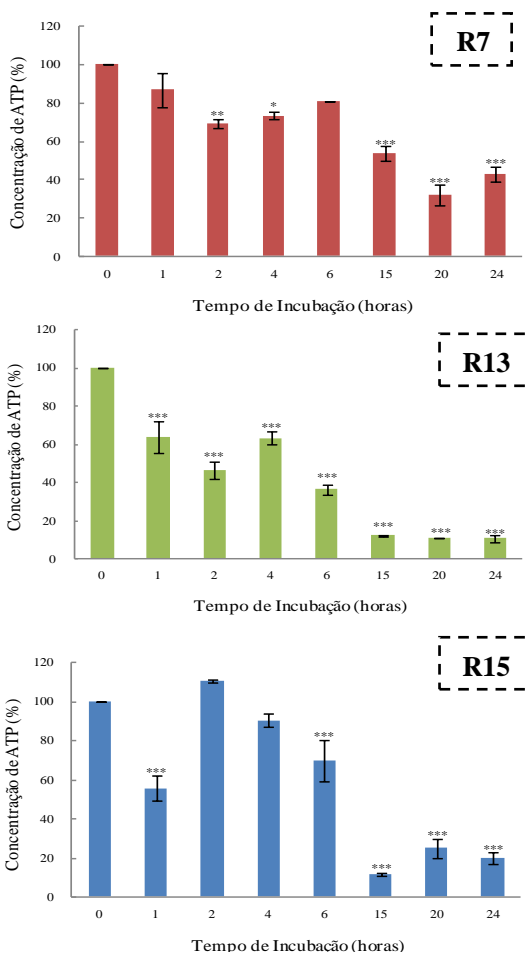 R7
120
100
80
60
40
20
0
Concentração de ATP (%)
** * *** *** ***
0 1 2 4 6 15 20 24
Tempo de Incubação (horas)
R13
120
100
80
60
40
20
0
Concentração de ATP (%)
*** *** *** *** *** *** ***
0 1 2 4 6 15 20 24
Tempo de Incubação (horas)
R15
120
100
80
60
40
20
0
Concentração de ATP (%)
*** *** *** *** ***
0 1 2 4 6 15 20 24
Tempo de Incubação (horas)